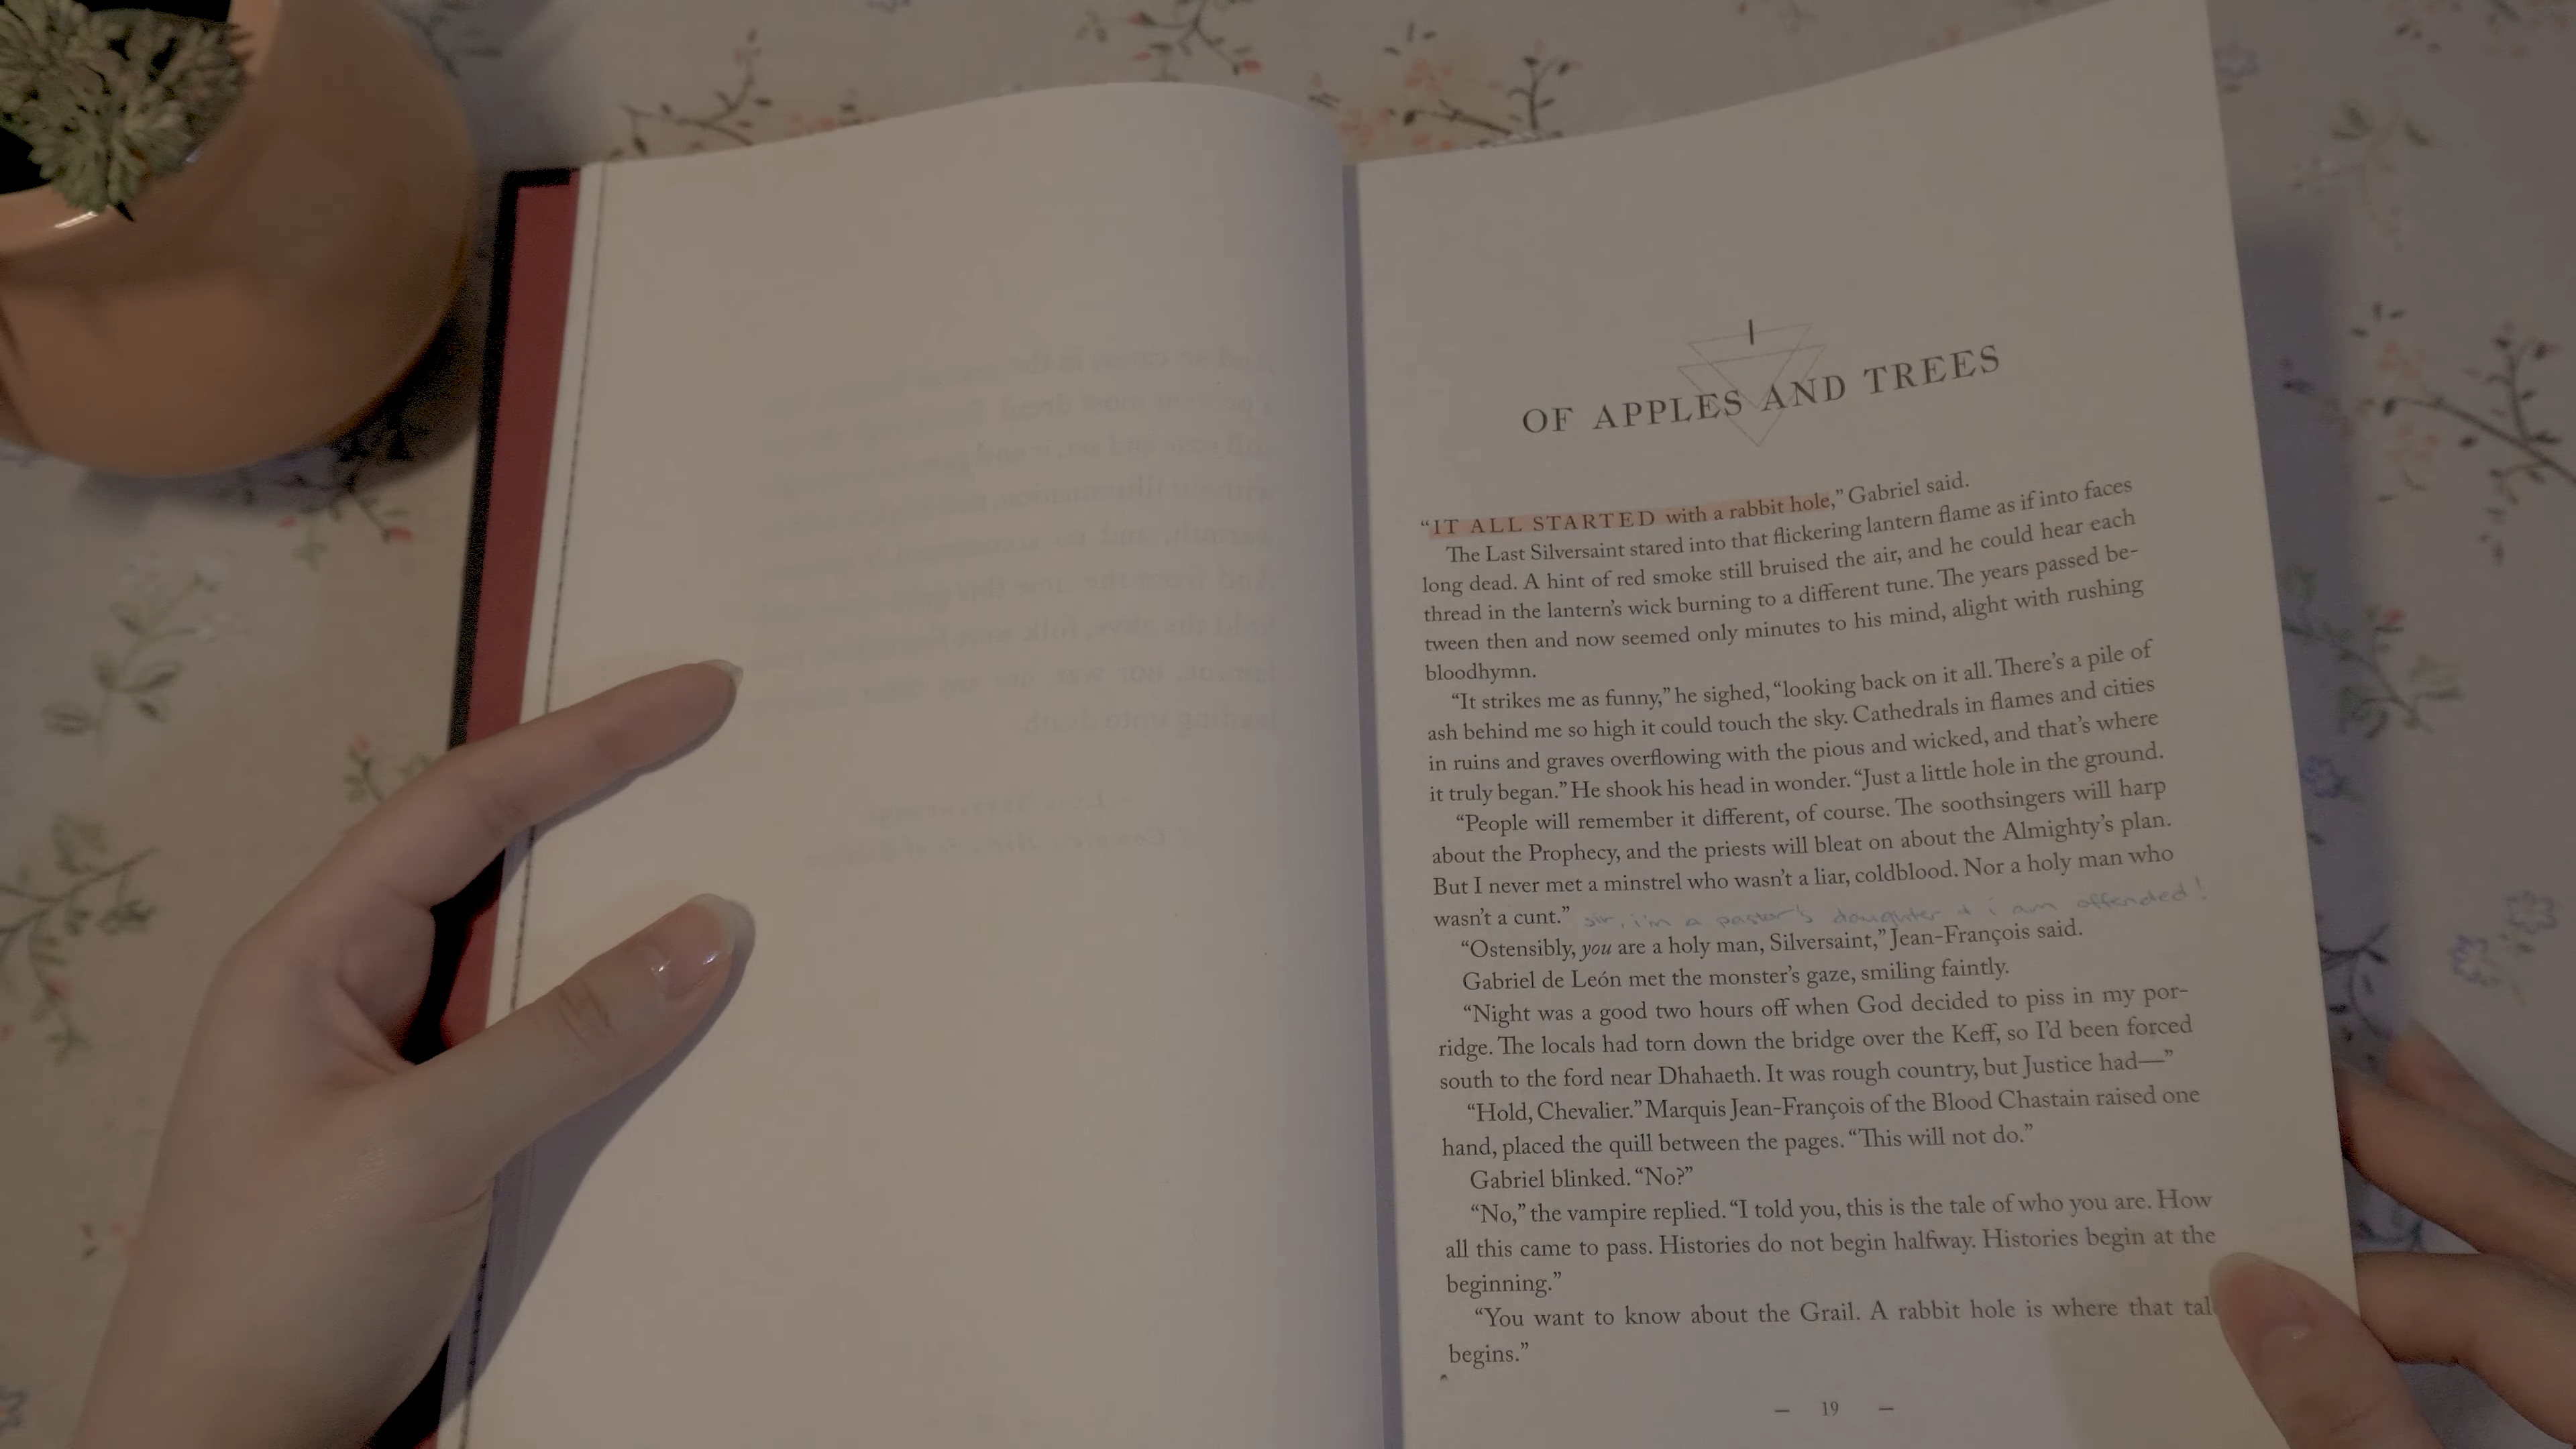 I
OF APPLES AND TREES
“IT ALL STARTED with a rabbit hole,” Gabriel said.
The Last Silversaint stared into that flickering lantern flame as if into faces
long dead. A hint of red smoke still bruised the air, and he could hear each
thread in the lantern’s wick burning to a different tune. The years passed be-
tween then and now seemed only minutes to his mind, alight with rushing
bloodhymn.
“It strikes me as funny,” he sighed, “looking back on it all. There’s a pile of
ash behind me so high it could touch the sky. Cathedrals in flames and cities
in ruins and graves overflowing with the pious and wicked, and that’s where
it truly began.” He shook his head in wonder. “Just a little hole in the ground.
“People will remember it different, of course. The soothsingers will harp
about the Prophecy, and the priests will bleat on about the Almighty’s plan.
But I never met a minstrel who wasn’t a liar, coldblood. Nor a holy man who
wasn’t a cunt.” sir, i'm a pastor's daughter + i am offended!
“Ostensibly, you are a holy man, Silversaint,” Jean-François said.
Gabriel de León met the monster’s gaze, smiling faintly.
“Night was a good two hours off when God decided to piss in my por-
ridge. The locals had torn down the bridge over the Keff, so I’d been forced
south to the ford near Dhahaeth. It was rough country, but Justice had—”
“Hold, Chevalier.” Marquis Jean-François of the Blood Chastain raised one
hand, placed the quill between the pages. “This will not do.”
Gabriel blinked. “No?”
“No,” the vampire replied. “I told you, this is the tale of who you are. How
all this came to pass. Histories do not begin halfway. Histories begin at the
beginning.”
“You want to know about the Grail. A rabbit hole is where that tal
begins.”
— 19 —